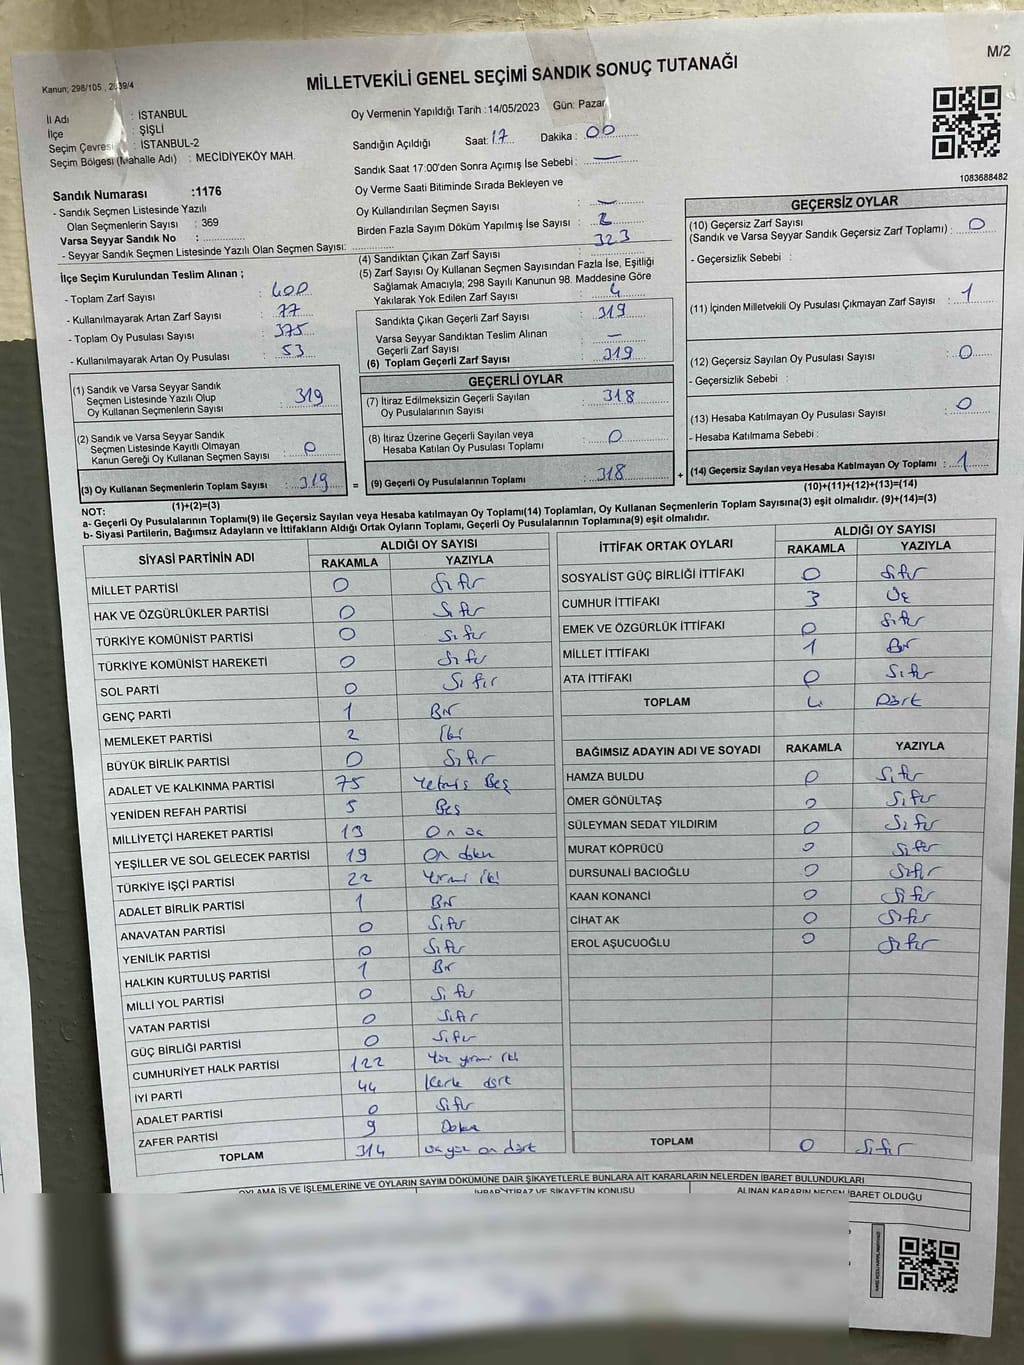 M/2
Kanun; 298/105 , 2839/4
MİLLETVEKİLİ GENEL SEÇİMİ SANDIK SONUÇ TUTANAĞI
İl Adı : İSTANBUL
İlçe : ŞİŞLİ
Seçim Çevresi : İSTANBUL-2
Seçim Bölgesi (Mahalle Adı) : MECİDİYEKÖY MAH.
Sandık Numarası :1176
- Sandık Seçmen Listesinde Yazılı
Olan Seçmenlerin Sayısı : 369
Varsa Seyyar Sandık No :
- Seyyar Sandık Seçmen Listesinde Yazılı Olan Seçmen Sayısı:
Oy Vermenin Yapıldığı Tarih :14/05/2023 Gün: Pazar
Sandığın Açıldığı Saat: 17 Dakika : 00
Sandık Saat 17:00'den Sonra Açımış İse Sebebi : —
Oy Verme Saati Bitiminde Sırada Bekleyen ve
Oy Kullandırılan Seçmen Sayısı : —
Birden Fazla Sayım Döküm Yapılmış İse Sayısı : 2
(4) Sandıktan Çıkan Zarf Sayısı : 323
(5) Zarf Sayısı Oy Kullanan Seçmen Sayısından Fazla İse, Eşitliği
Sağlamak Amacıyla; 298 Sayılı Kanunun 98. Maddesine Göre
Yakılarak Yok Edilen Zarf Sayısı : 4
1083688482
İlçe Seçim Kurulundan Teslim Alınan ;
- Toplam Zarf Sayısı : 400
- Kullanılmayarak Artan Zarf Sayısı : 77
- Toplam Oy Pusulası Sayısı : 375
- Kullanılmayarak Artan Oy Pusulası : 53
Sandıkta Çıkan Geçerli Zarf Sayısı : 319
Varsa Seyyar Sandıktan Teslim Alınan
Geçerli Zarf Sayısı : —
(6) Toplam Geçerli Zarf Sayısı : 319
(1) Sandık ve Varsa Seyyar Sandık
Seçmen Listesinde Yazılı Olup
Oy Kullanan Seçmenlerin Sayısı : 319
(2) Sandık ve Varsa Seyyar Sandık
Seçmen Listesinde Kayıtlı Olmayan
Kanun Gereği Oy Kullanan Seçmen Sayısı : 0
(3) Oy Kullanan Seçmenlerin Toplam Sayısı : 319 =
(1)+(2)=(3)
GEÇERLİ OYLAR
(7) İtiraz Edilmeksizin Geçerli Sayılan
Oy Pusulalarının Sayısı : 318
(8) İtiraz Üzerine Geçerli Sayılan veya
Hesaba Katılan Oy Pusulası Toplamı : 0
(9) Geçerli Oy Pusulalarının Toplamı : 318 +
GEÇERSİZ OYLAR
(10) Geçersiz Zarf Sayısı
(Sandık ve Varsa Seyyar Sandık Geçersiz Zarf Toplamı) : 0
- Geçersizlik Sebebi :
(11) İçinden Milletvekili Oy Pusulası Çıkmayan Zarf Sayısı : 1
(12) Geçersiz Sayılan Oy Pusulası Sayısı : 0
- Geçersizlik Sebebi :
(13) Hesaba Katılmayan Oy Pusulası Sayısı : 0
- Hesaba Katılmama Sebebi :
(14) Geçersiz Sayılan veya Hesaba Katılmayan Oy Toplamı : 1
(10)+(11)+(12)+(13)=(14)
NOT:
a- Geçerli Oy Pusulalarının Toplamı(9) ile Geçersiz Sayılan veya Hesaba katılmayan Oy Toplamı(14) Toplamları, Oy Kullanan Seçmenlerin Toplam Sayısına(3) eşit olmalıdır. (9)+(14)=(3)
b- Siyasi Partilerin, Bağımsız Adayların ve İttifakların Aldığı Ortak Oyların Toplamı, Geçerli Oy Pusulalarının Toplamına(9) eşit olmalıdır.
SİYASİ PARTİNİN ADI ALDIĞI OY SAYISI
RAKAMLA YAZIYLA
MİLLET PARTİSİ 0 Sıfır
HAK VE ÖZGÜRLÜKLER PARTİSİ 0 Sıfır
TÜRKİYE KOMÜNİST PARTİSİ 0 Sıfır
TÜRKİYE KOMÜNİST HAREKETİ 0 Sıfır
SOL PARTİ 0 Sıfır
GENÇ PARTİ 1 Bir
MEMLEKET PARTİSİ 2 İki
BÜYÜK BİRLİK PARTİSİ 0 Sıfır
ADALET VE KALKINMA PARTİSİ 75 Yetmiş Beş
YENİDEN REFAH PARTİSİ 5 Beş
MİLLİYETÇİ HAREKET PARTİSİ 13 On üç
YEŞİLLER VE SOL GELECEK PARTİSİ 19 On dokuz
TÜRKİYE İŞÇİ PARTİSİ 22 Yirmi iki
ADALET BİRLİK PARTİSİ 1 Bir
ANAVATAN PARTİSİ 0 Sıfır
YENİLİK PARTİSİ 0 Sıfır
HALKIN KURTULUŞ PARTİSİ 1 Bir
MİLLİ YOL PARTİSİ 0 Sıfır
VATAN PARTİSİ 0 Sıfır
GÜÇ BİRLİĞİ PARTİSİ 0 Sıfır
CUMHURİYET HALK PARTİSİ 122 Yüz yirmi iki
İYİ PARTİ 44 Kırk dört
ADALET PARTİSİ 0 Sıfır
ZAFER PARTİSİ 9 Dokuz
TOPLAM 314 üç yüz on dört
İTTİFAK ORTAK OYLARI ALDIĞI OY SAYISI
RAKAMLA YAZIYLA
SOSYALİST GÜÇ BİRLİĞİ İTTİFAKI 0 Sıfır
CUMHUR İTTİFAKI 3 Üç
EMEK VE ÖZGÜRLÜK İTTİFAKI 0 Sıfır
MİLLET İTTİFAKI 1 Bir
ATA İTTİFAKI 0 Sıfır
TOPLAM 4 Dört
BAĞIMSIZ ADAYIN ADI VE SOYADI RAKAMLA YAZIYLA
HAMZA BULDU 0 Sıfır
ÖMER GÖNÜLTAŞ 0 Sıfır
SÜLEYMAN SEDAT YILDIRIM 0 Sıfır
MURAT KÖPRÜCÜ 0 Sıfır
DURSUNALİ BACIOĞLU 0 Sıfır
KAAN KONANCİ 0 Sıfır
CİHAT AK 0 Sıfır
EROL AŞUCUOĞLU 0 Sıfır
TOPLAM 0 Sıfır
OYLAMA İŞ VE İŞLEMLERİNE VE OYLARIN SAYIM DÖKÜMÜNE DAİR ŞİKAYETLERLE BUNLARA AİT KARARLARIN NELERDEN İBARET BULUNDUKLARI
İHBAR İTİRAZ VE ŞİKAYETİN KONUSU ALINAN KARARIN NEDEN İBARET OLDUĞU